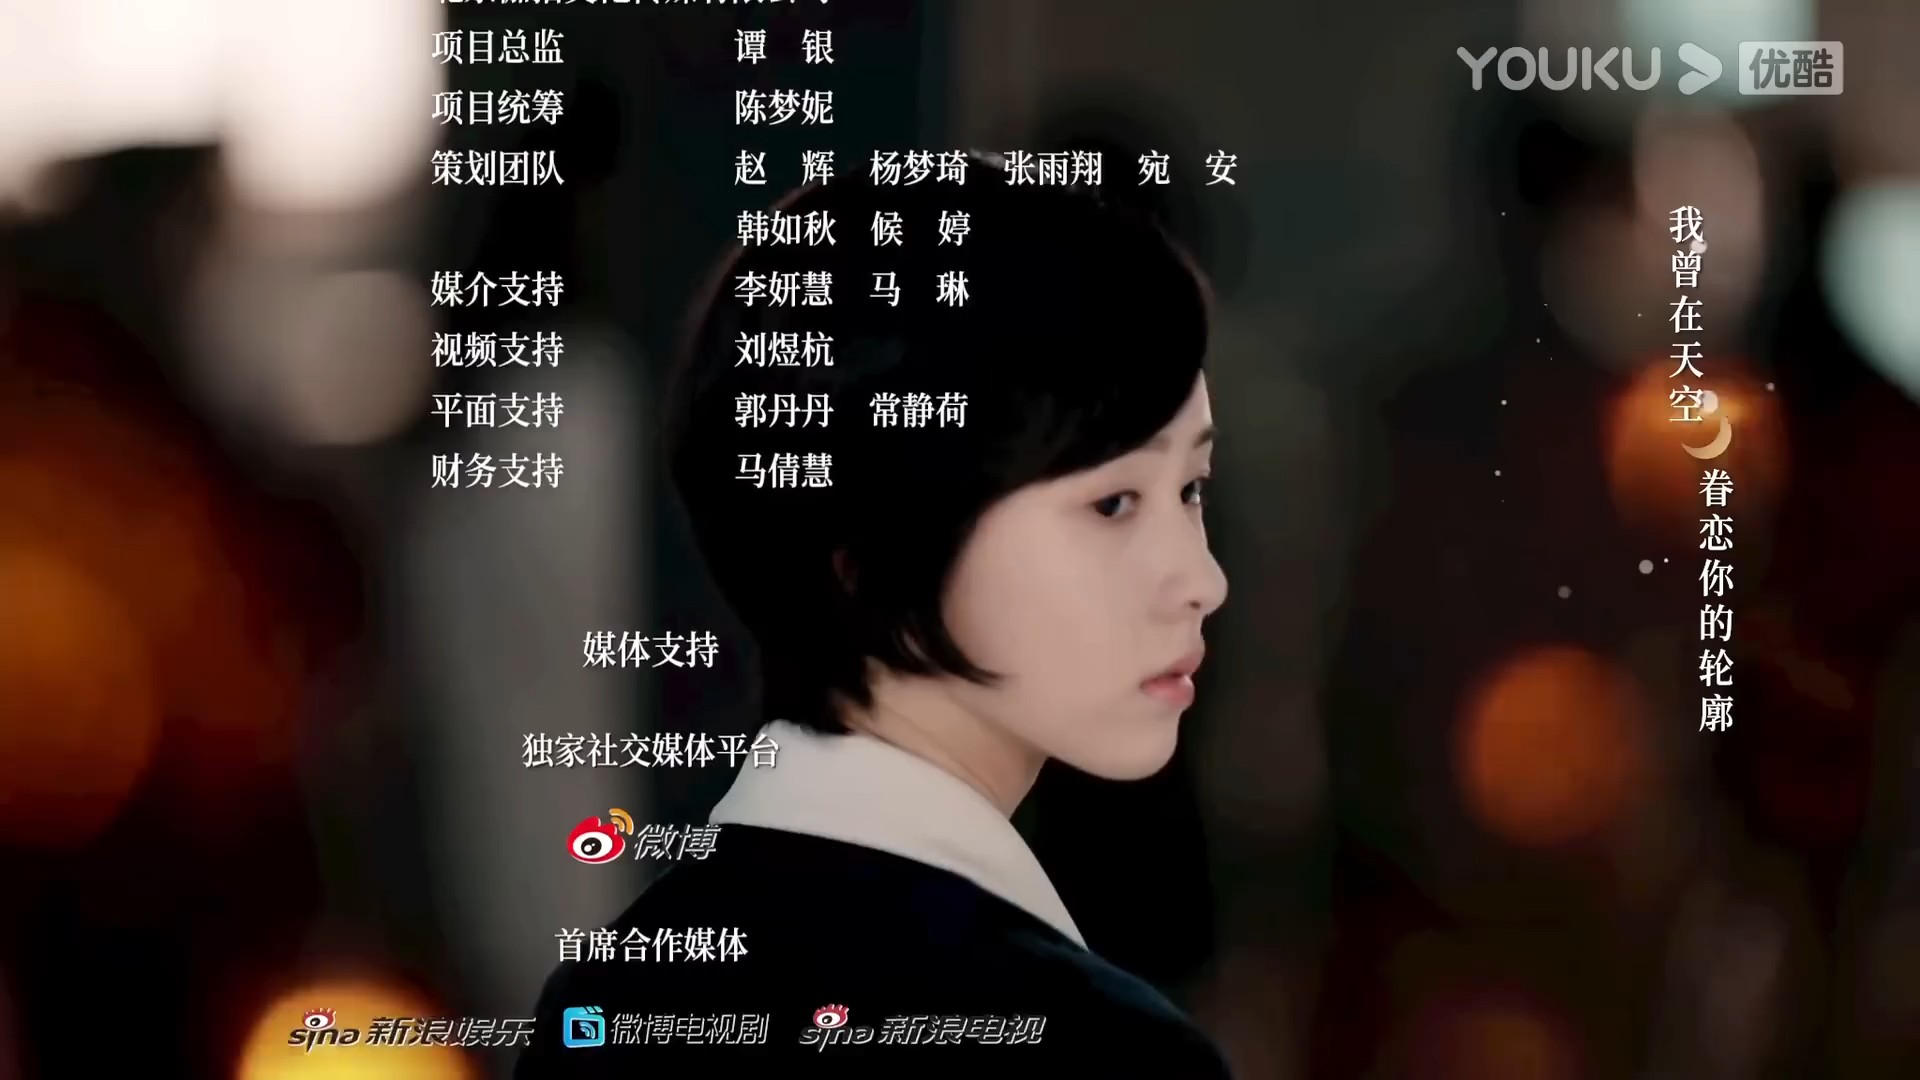 项目总监 谭 银
项目统筹 陈梦妮
策划团队 赵 辉 杨梦琦 张雨翔 宛 安
韩如秋 候 婷
媒介支持 李妍慧 马 琳
视频支持 刘煜杭
平面支持 郭丹丹 常静荷
财务支持 马倩慧
媒体支持
独家社交媒体平台
微博
首席合作媒体
sina 新浪娱乐 微博电视剧 sina 新浪电视
YOUKU 优酷
我曾在天空
眷恋你的轮廓